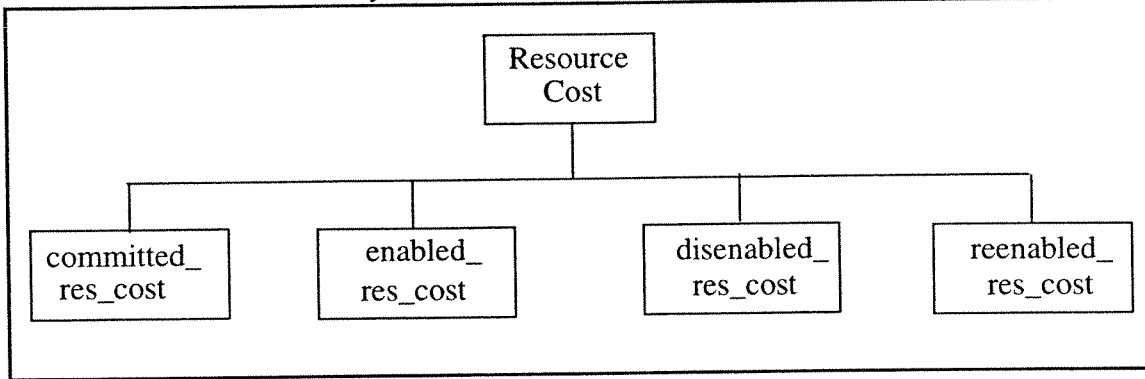 Resource
Cost
committed_
res_cost
enabled_
res_cost
disenabled_
res_cost
reenabled_
res_cost